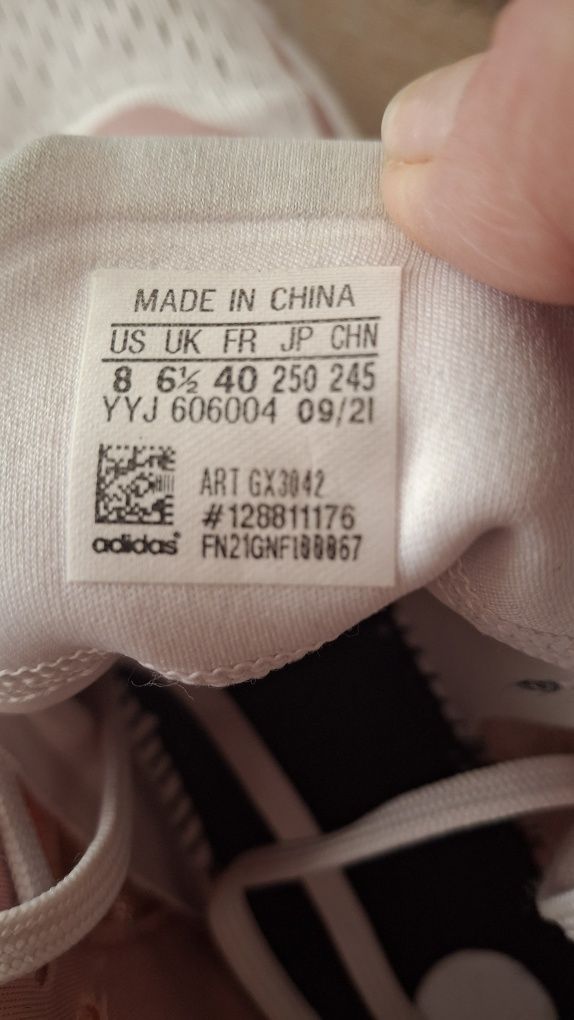 MADE IN CHINA
US UK FR JP CHN
8 6½ 40 250 245
YYJ 606004 09/21
ART GX3042
#128811176
adidas FN21GNF100067